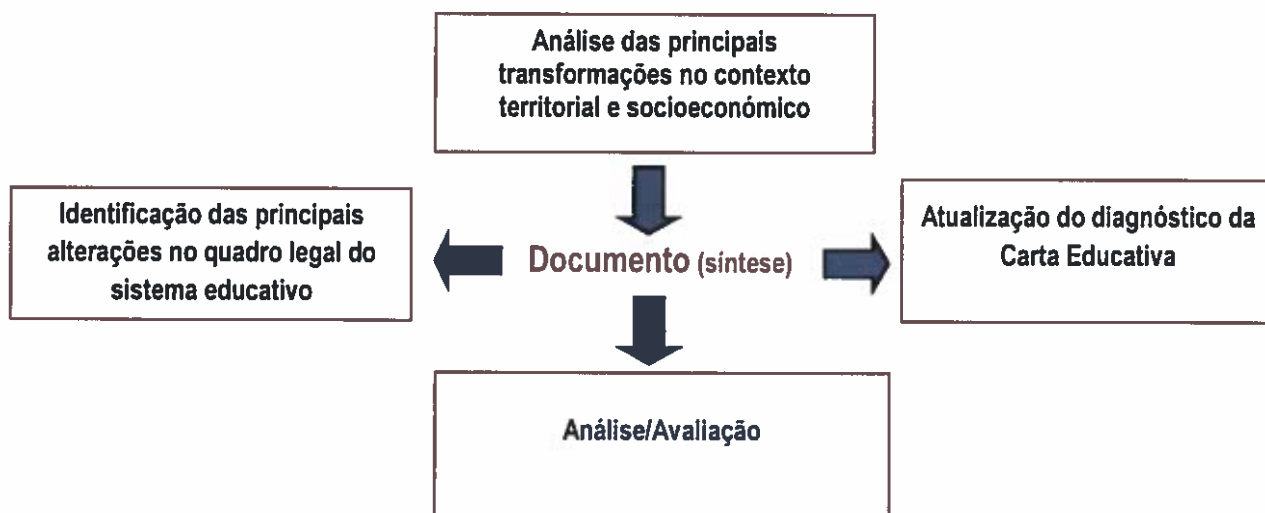 Análise das principais
transformações no contexto
territorial e socioeconómico
Identificação das principais
alterações no quadro legal do
sistema educativo
Documento (síntese)
Atualização do diagnóstico da
Carta Educativa
Análise/Avaliação